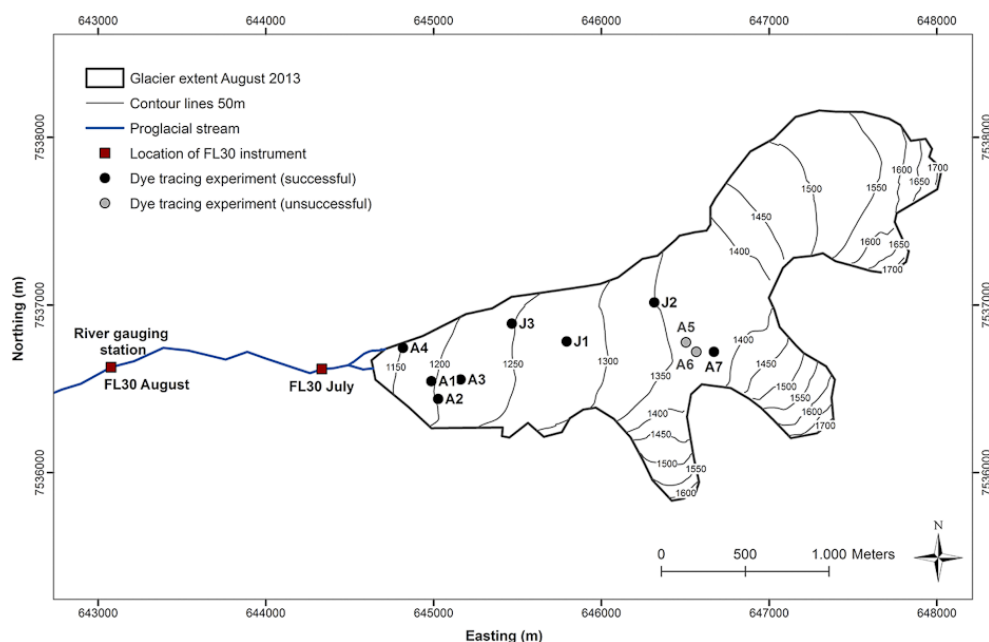 643000 644000 645000 646000 647000 648000
Glacier extent August 2013
Contour lines 50m
Proglacial stream
Location of FL30 instrument
Dye tracing experiment (successful)
Dye tracing experiment (unsuccessful)
7538000
7538000
1700
1600
1650
1550
1500
1450
1400
1600
1650
1700
Northing (m)
7537000
7537000
J2
J3
J1
A5
A6
A7
River gauging
station
FL30 August
FL30 July
A4
1150
1200
1250
1300
1350
A1
A3
A2
1400
1450
1500
1550
1600
1700
1400
1450
1500
1550
1600
7536000
7536000
N
0 500 1.000 Meters
643000 644000 645000 646000 647000 648000
Easting (m)